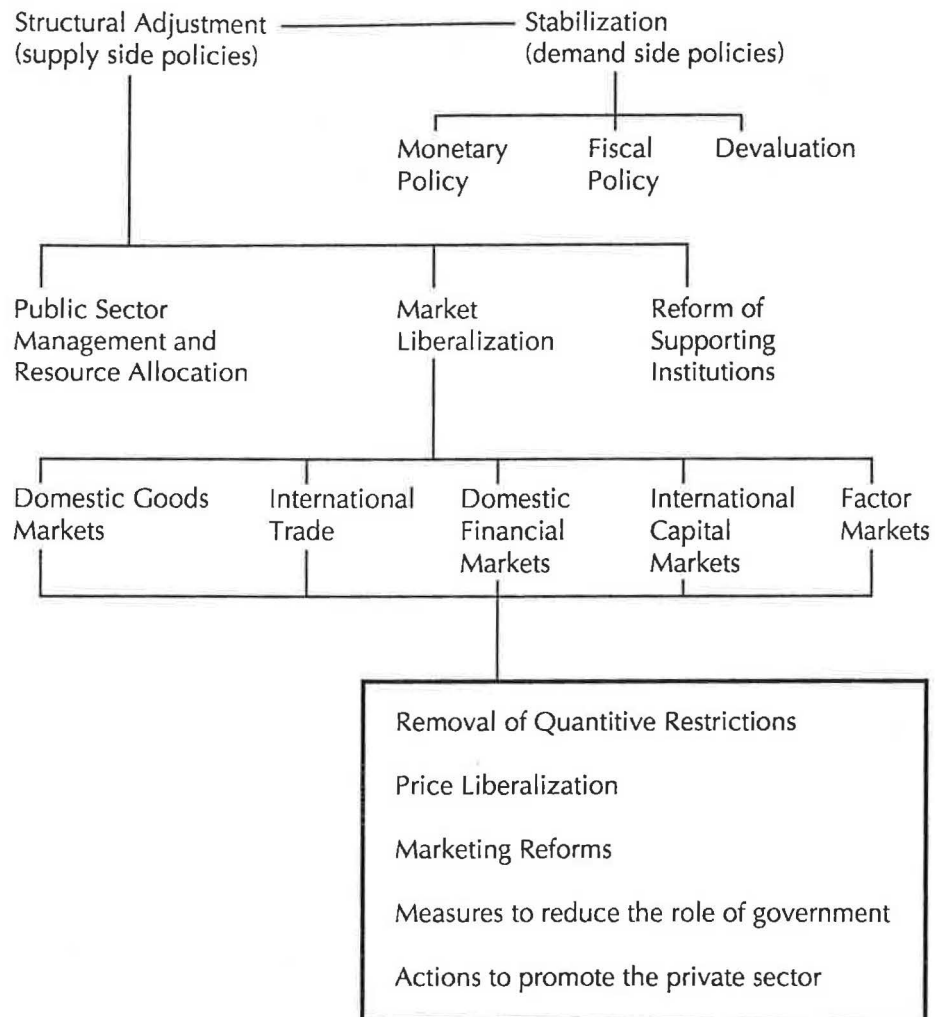 Structural Adjustment
(supply side policies)
Stabilization
(demand side policies)
Monetary
Policy
Fiscal
Policy
Devaluation
Public Sector
Management and
Resource Allocation
Market
Liberalization
Reform of
Supporting
Institutions
Domestic Goods
Markets
International
Trade
Domestic
Financial
Markets
International
Capital
Markets
Factor
Markets
Removal of Quantitive Restrictions
Price Liberalization
Marketing Reforms
Measures to reduce the role of government
Actions to promote the private sector